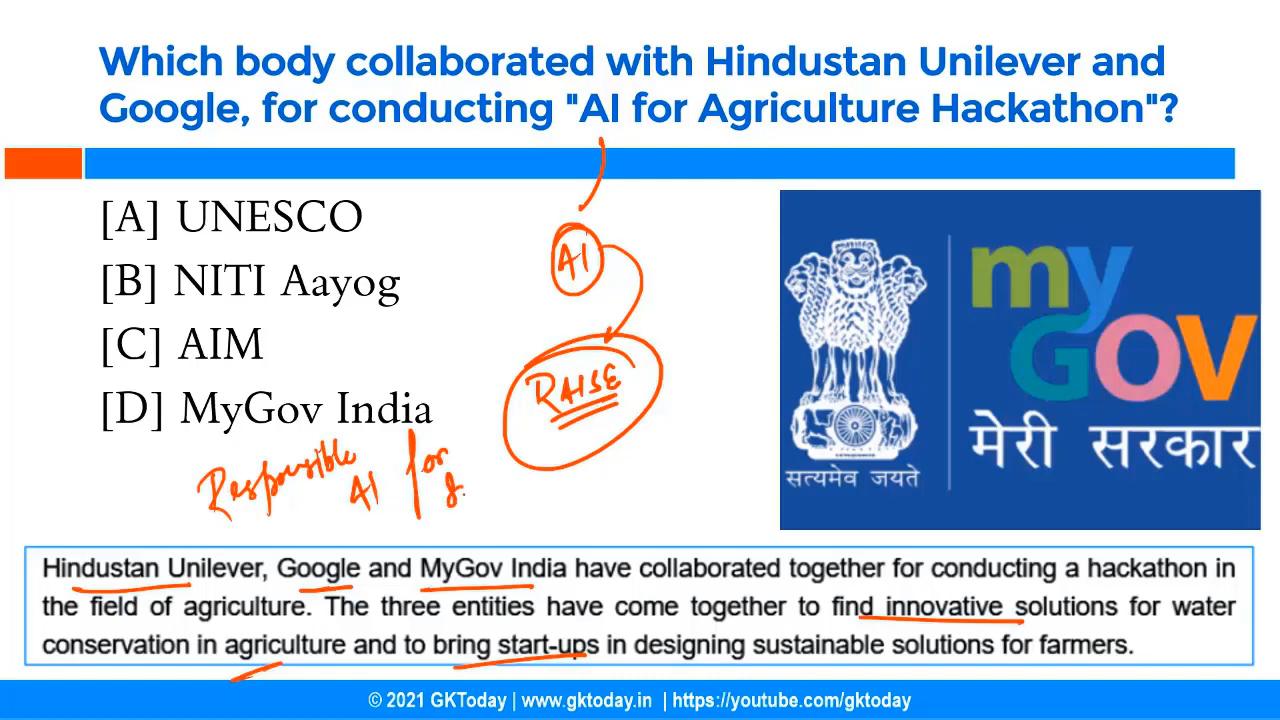 Which body collaborated with Hindustan Unilever and
Google, for conducting "AI for Agriculture Hackathon"?
[A] UNESCO
[B] NITI Aayog
[C] AIM
[D] MyGov India
AI
RAISE
Responsible
AI for
my
GOV
मेरी सरकार
सत्यमेव जयते
Hindustan Unilever, Google and MyGov India have collaborated together for conducting a hackathon in
the field of agriculture. The three entities have come together to find innovative solutions for water
conservation in agriculture and to bring start-ups in designing sustainable solutions for farmers.
© 2021 GKToday | www.gktoday.in | https://youtube.com/gktoday